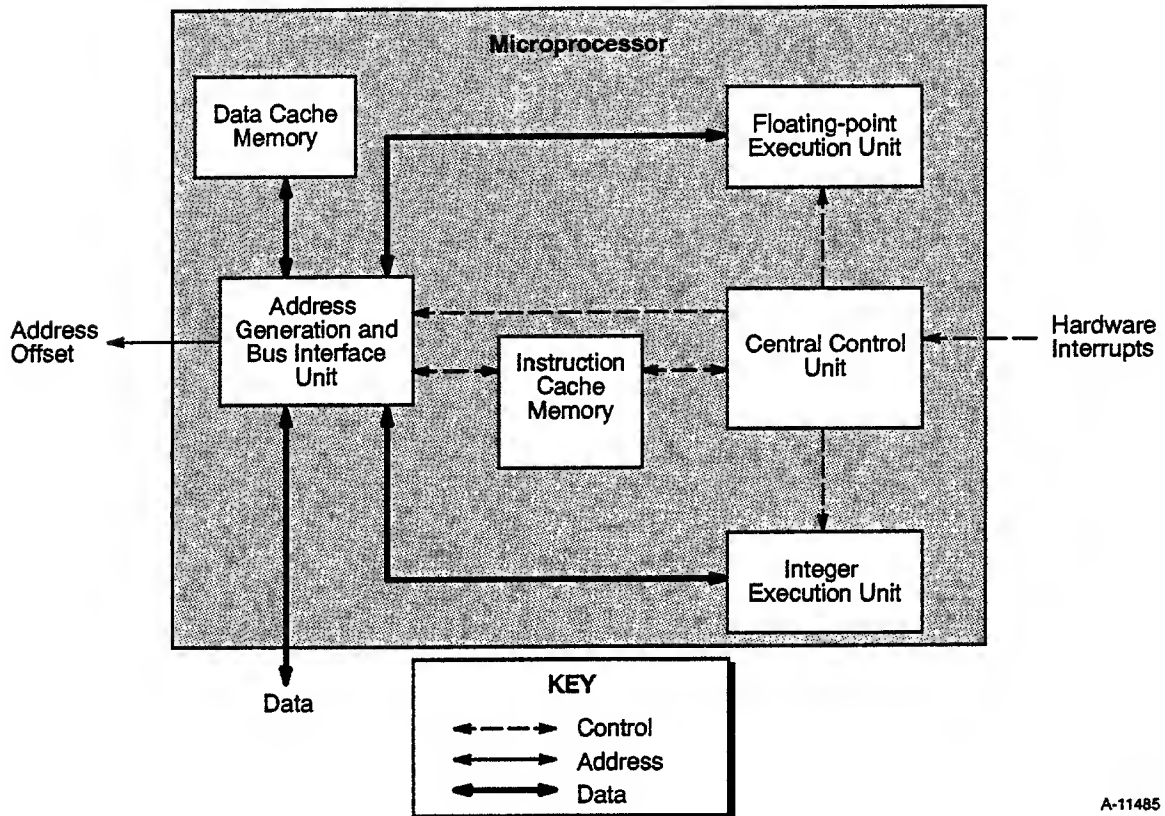 Microprocessor
Data Cache
Memory
Floating-point
Execution Unit
Address
Generation and
Bus Interface
Unit
Address
Offset
Instruction
Cache
Memory
Central Control
Unit
Hardware
Interrupts
Integer
Execution Unit
Data
KEY
Control
Address
Data
A-11485